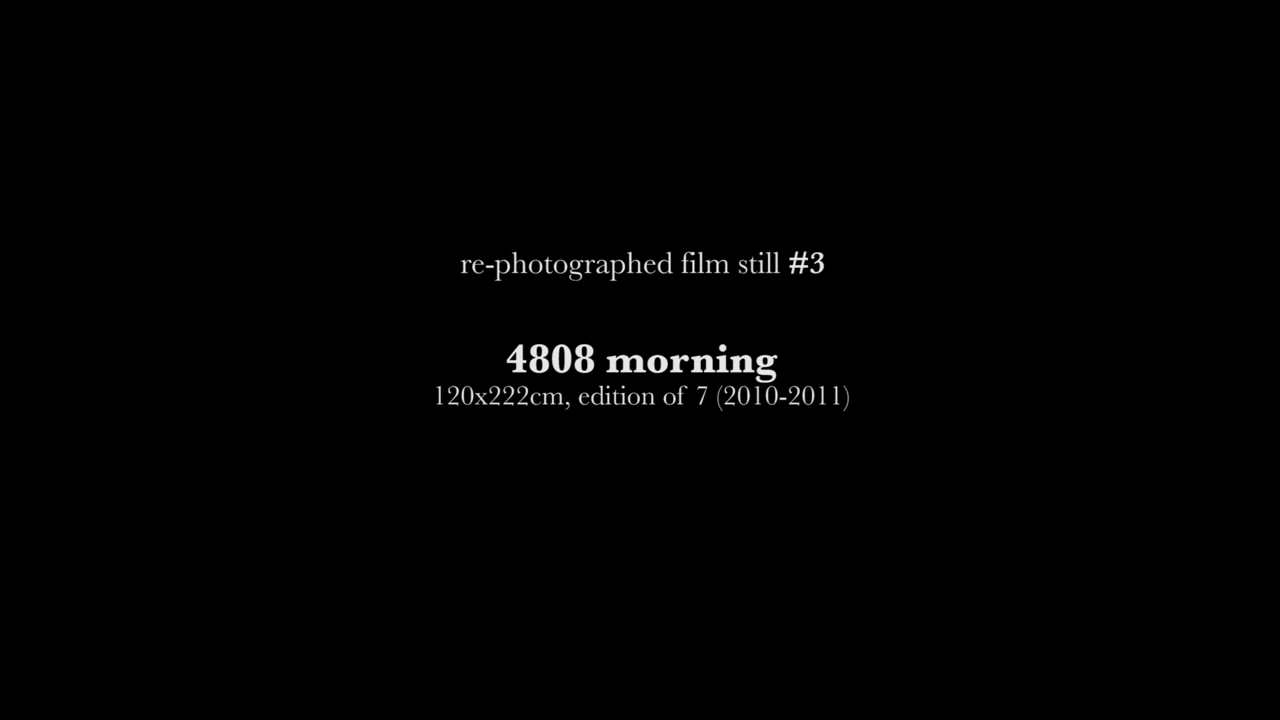 re-photographed film still #3
4808 morning
120x222cm, edition of 7 (2010-2011)